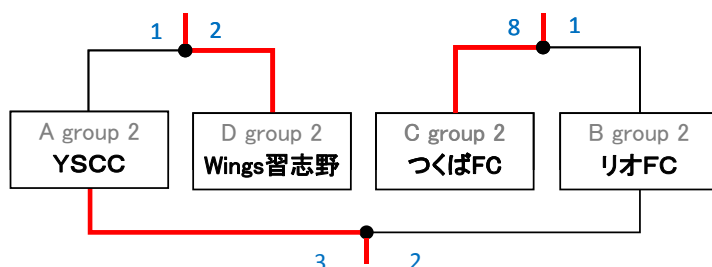 1 2 8 1
A group 2 D group 2 C group 2 B group 2
YSCC Wings習志野 つくばFC リオFC
3 2